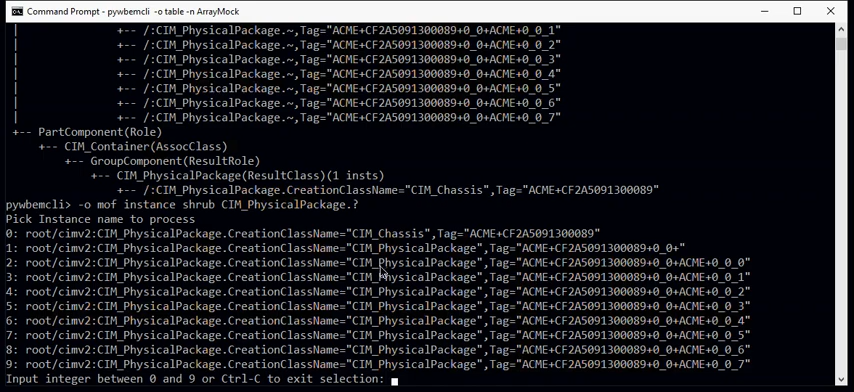 Command Prompt - pywbemcli  -o table -n ArrayMock
|              +-- /:CIM_PhysicalPackage.~,Tag="ACME+CF2A5091300089+0_0+ACME+0_0_1"
|              +-- /:CIM_PhysicalPackage.~,Tag="ACME+CF2A5091300089+0_0+ACME+0_0_2"
|              +-- /:CIM_PhysicalPackage.~,Tag="ACME+CF2A5091300089+0_0+ACME+0_0_3"
|              +-- /:CIM_PhysicalPackage.~,Tag="ACME+CF2A5091300089+0_0+ACME+0_0_4"
|              +-- /:CIM_PhysicalPackage.~,Tag="ACME+CF2A5091300089+0_0+ACME+0_0_5"
|              +-- /:CIM_PhysicalPackage.~,Tag="ACME+CF2A5091300089+0_0+ACME+0_0_6"
|              +-- /:CIM_PhysicalPackage.~,Tag="ACME+CF2A5091300089+0_0+ACME+0_0_7"
+-- PartComponent(Role)
    +-- CIM_Container(AssocClass)
        +-- GroupComponent(ResultRole)
            +-- CIM_PhysicalPackage(ResultClass)(1 insts)
                +-- /:CIM_PhysicalPackage.CreationClassName="CIM_Chassis",Tag="ACME+CF2A5091300089"
pywbemcli> -o mof instance shrub CIM_PhysicalPackage.?
Pick Instance name to process
0: root/cimv2:CIM_PhysicalPackage.CreationClassName="CIM_Chassis",Tag="ACME+CF2A5091300089"
1: root/cimv2:CIM_PhysicalPackage.CreationClassName="CIM_PhysicalPackage",Tag="ACME+CF2A5091300089+0_0+"
2: root/cimv2:CIM_PhysicalPackage.CreationClassName="CIM_PhysicalPackage",Tag="ACME+CF2A5091300089+0_0+ACME+0_0_0"
3: root/cimv2:CIM_PhysicalPackage.CreationClassName="CIM_PhysicalPackage",Tag="ACME+CF2A5091300089+0_0+ACME+0_0_1"
4: root/cimv2:CIM_PhysicalPackage.CreationClassName="CIM_PhysicalPackage",Tag="ACME+CF2A5091300089+0_0+ACME+0_0_2"
5: root/cimv2:CIM_PhysicalPackage.CreationClassName="CIM_PhysicalPackage",Tag="ACME+CF2A5091300089+0_0+ACME+0_0_3"
6: root/cimv2:CIM_PhysicalPackage.CreationClassName="CIM_PhysicalPackage",Tag="ACME+CF2A5091300089+0_0+ACME+0_0_4"
7: root/cimv2:CIM_PhysicalPackage.CreationClassName="CIM_PhysicalPackage",Tag="ACME+CF2A5091300089+0_0+ACME+0_0_5"
8: root/cimv2:CIM_PhysicalPackage.CreationClassName="CIM_PhysicalPackage",Tag="ACME+CF2A5091300089+0_0+ACME+0_0_6"
9: root/cimv2:CIM_PhysicalPackage.CreationClassName="CIM_PhysicalPackage",Tag="ACME+CF2A5091300089+0_0+ACME+0_0_7"
Input integer between 0 and 9 or Ctrl-C to exit selection: